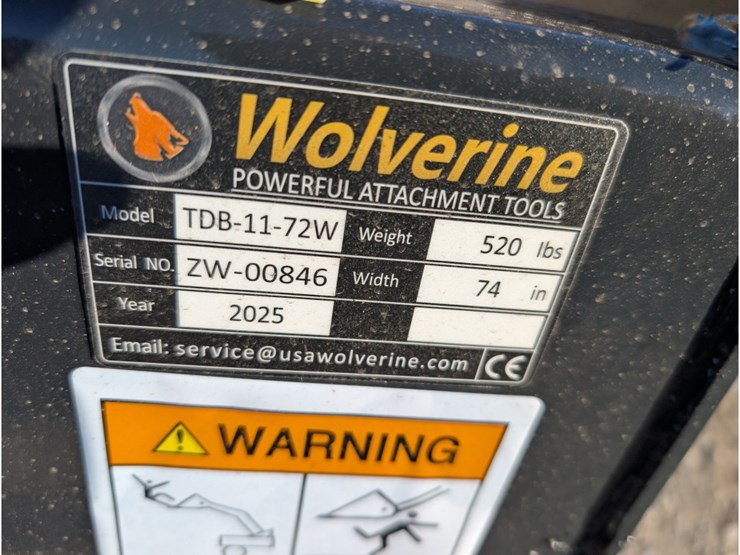 Wolverine
POWERFUL ATTACHMENT TOOLS
Model TDB-11-72W Weight 520 lbs
Serial NO. ZW-00846 Width 74 in
Year 2025
Email: service@usawolverine.com CE
WARNING